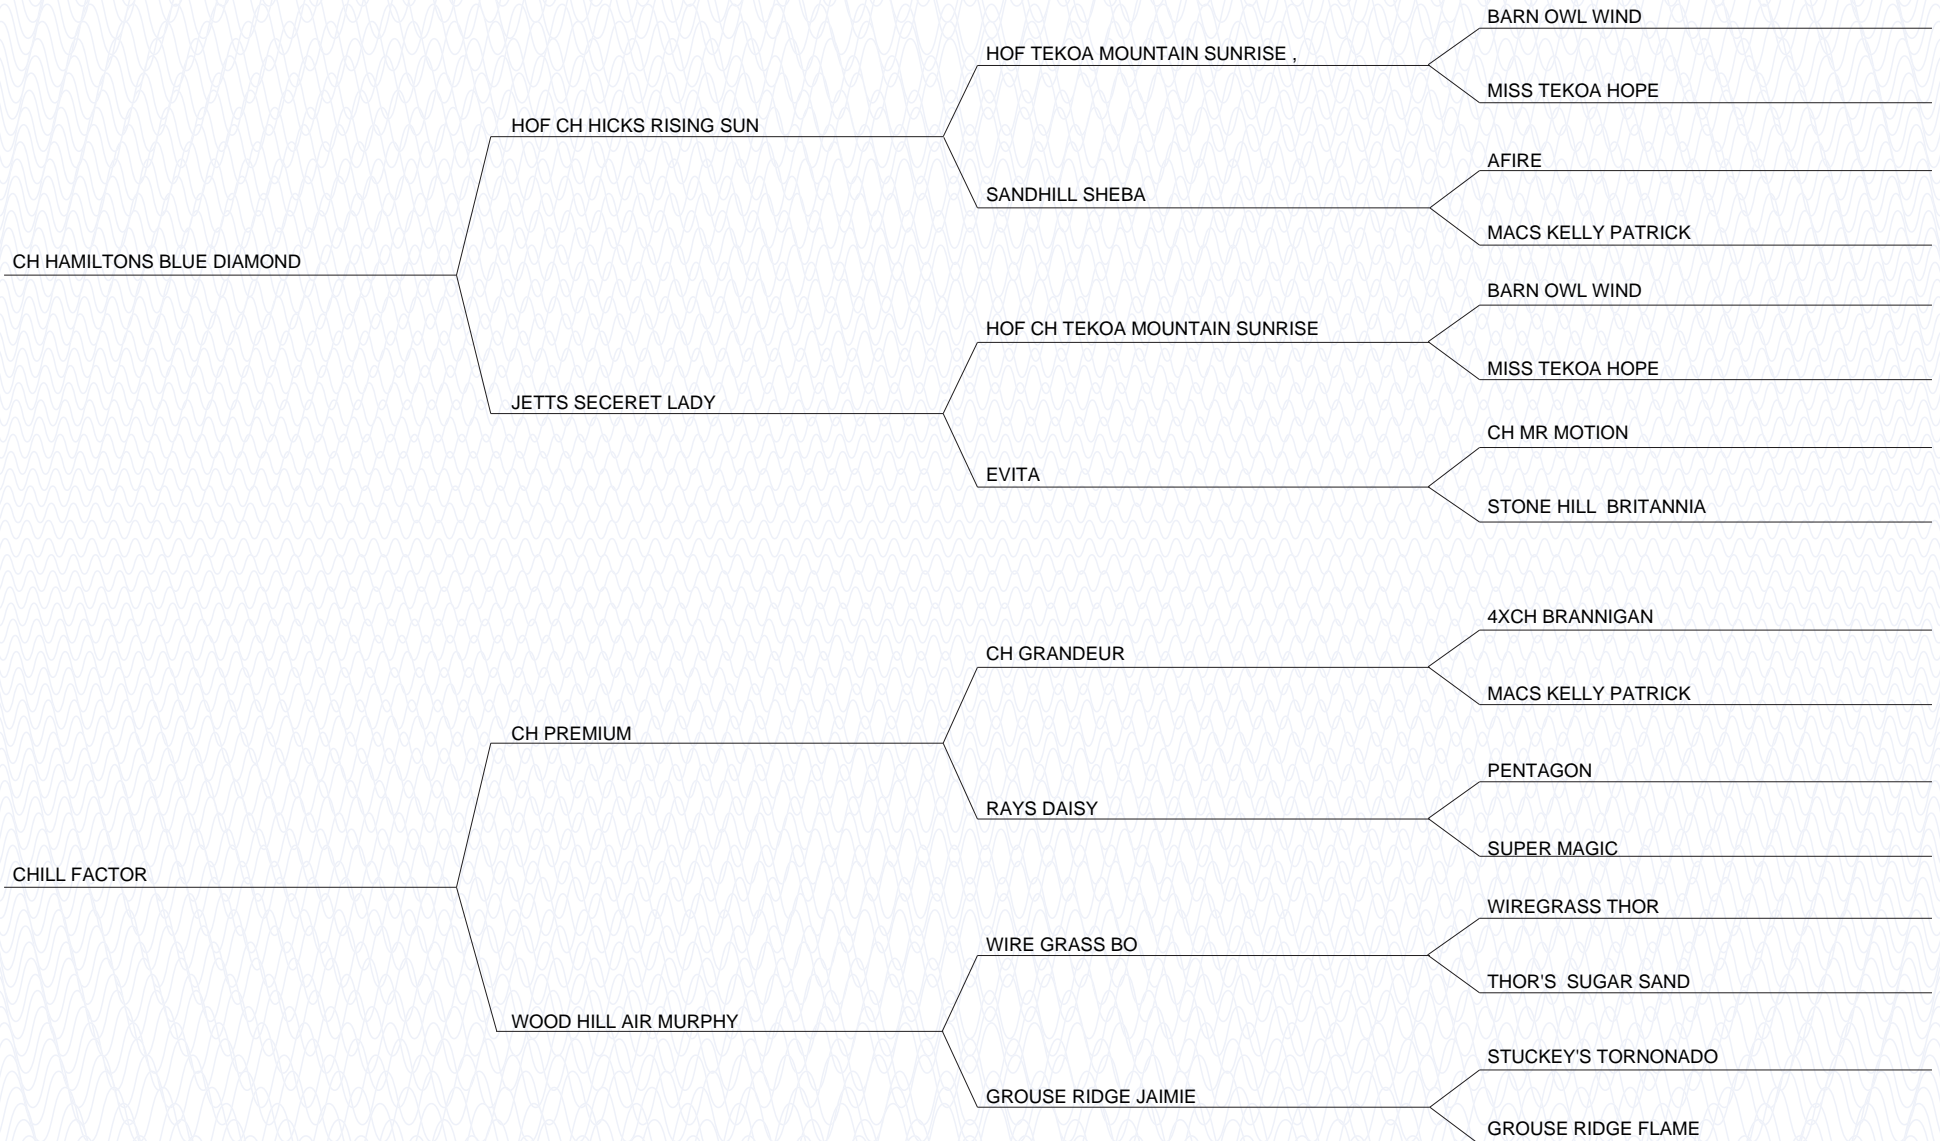 BARN OWL WIND
HOF TEKOA MOUNTAIN SUNRISE ,
MISS TEKOA HOPE
HOF CH HICKS RISING SUN
AFIRE
SANDHILL SHEBA
MACS KELLY PATRICK
CH HAMILTONS BLUE DIAMOND
BARN OWL WIND
HOF CH TEKOA MOUNTAIN SUNRISE
MISS TEKOA HOPE
JETTS SECERET LADY
CH MR MOTION
EVITA
STONE HILL  BRITANNIA
4XCH BRANNIGAN
CH GRANDEUR
MACS KELLY PATRICK
CH PREMIUM
PENTAGON
RAYS DAISY
SUPER MAGIC
CHILL FACTOR
WIREGRASS THOR
WIRE GRASS BO
THOR'S  SUGAR SAND
WOOD HILL AIR MURPHY
STUCKEY'S TORNONADO
GROUSE RIDGE JAIMIE
GROUSE RIDGE FLAME